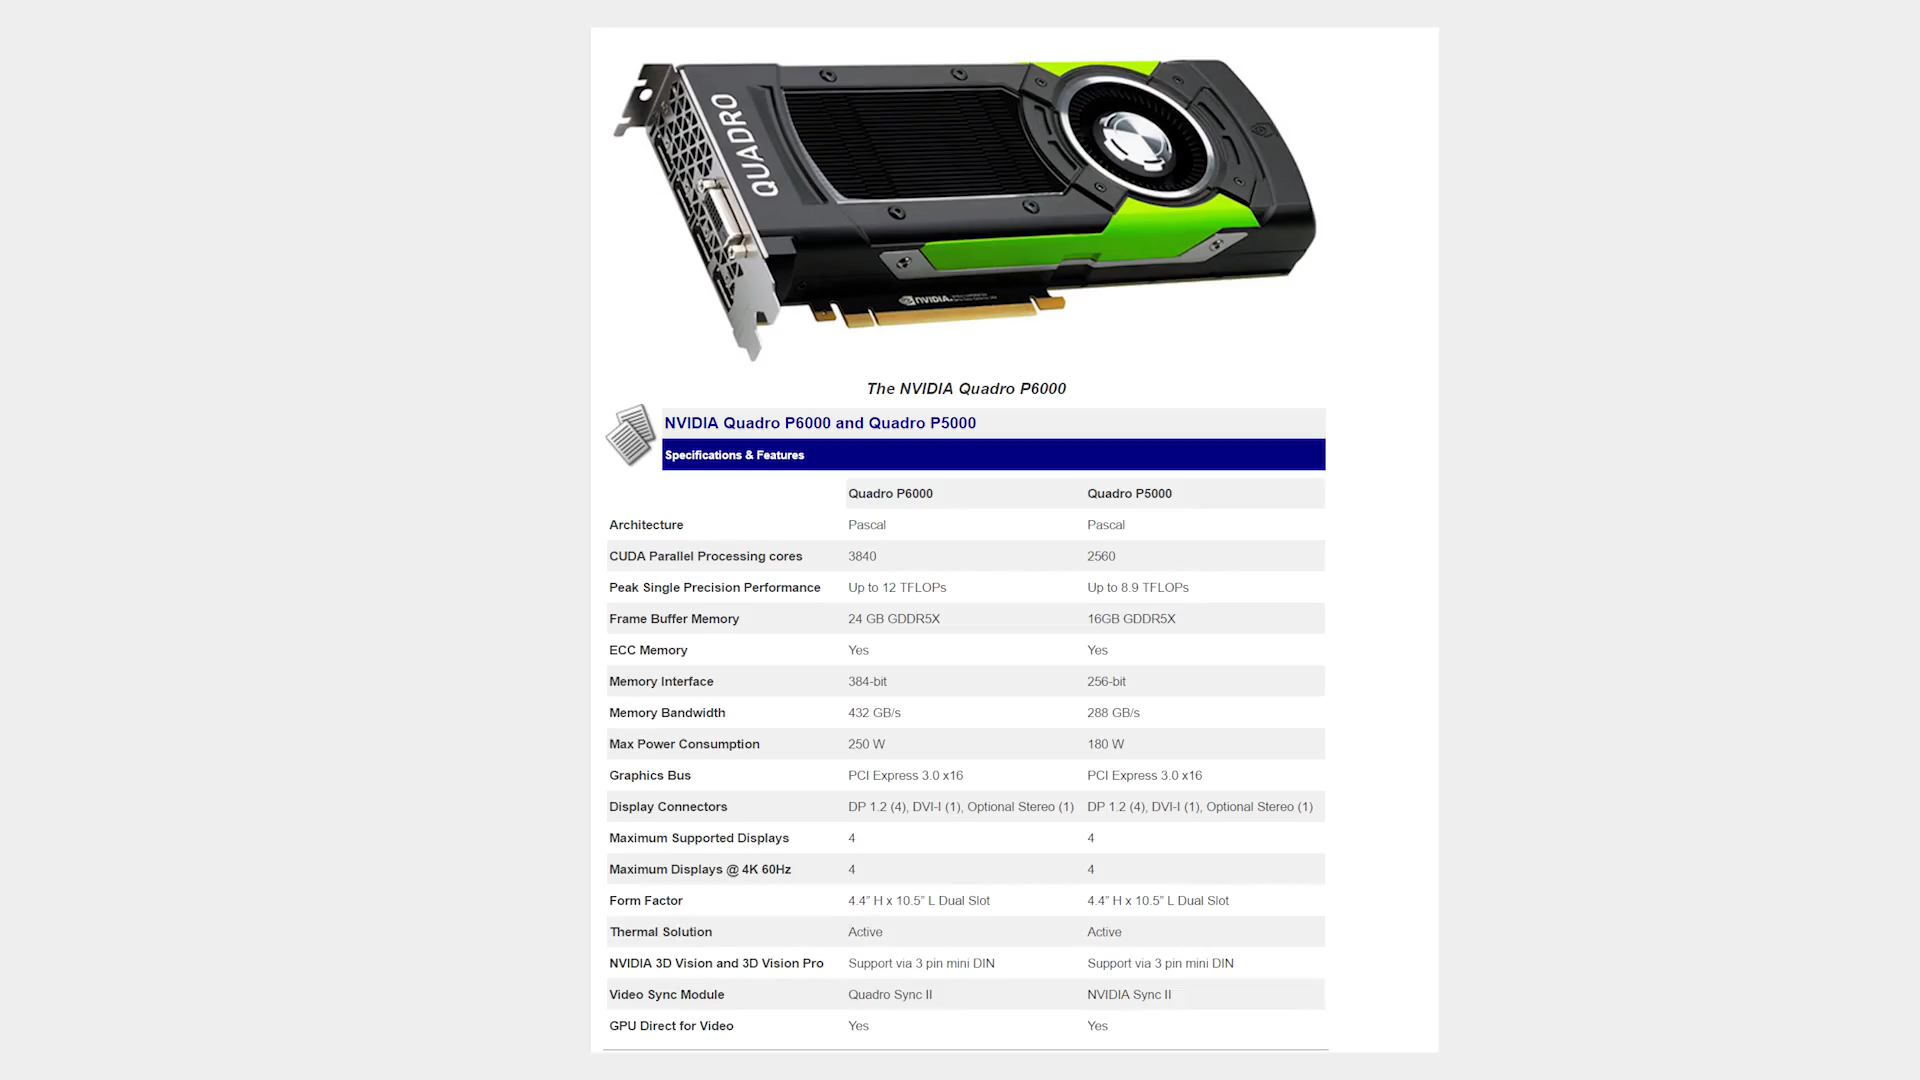 QUADRO
NVIDIA.
The NVIDIA Quadro P6000
NVIDIA Quadro P6000 and Quadro P5000
Specifications & Features
Quadro P6000 Quadro P5000
Architecture Pascal Pascal
CUDA Parallel Processing cores 3840 2560
Peak Single Precision Performance Up to 12 TFLOPs Up to 8.9 TFLOPs
Frame Buffer Memory 24 GB GDDR5X 16GB GDDR5X
ECC Memory Yes Yes
Memory Interface 384-bit 256-bit
Memory Bandwidth 432 GB/s 288 GB/s
Max Power Consumption 250 W 180 W
Graphics Bus PCI Express 3.0 x16 PCI Express 3.0 x16
Display Connectors DP 1.2 (4), DVI-I (1), Optional Stereo (1) DP 1.2 (4), DVI-I (1), Optional Stereo (1)
Maximum Supported Displays 4 4
Maximum Displays @ 4K 60Hz 4 4
Form Factor 4.4” H x 10.5” L Dual Slot 4.4” H x 10.5” L Dual Slot
Thermal Solution Active Active
NVIDIA 3D Vision and 3D Vision Pro Support via 3 pin mini DIN Support via 3 pin mini DIN
Video Sync Module Quadro Sync II NVIDIA Sync II
GPU Direct for Video Yes Yes